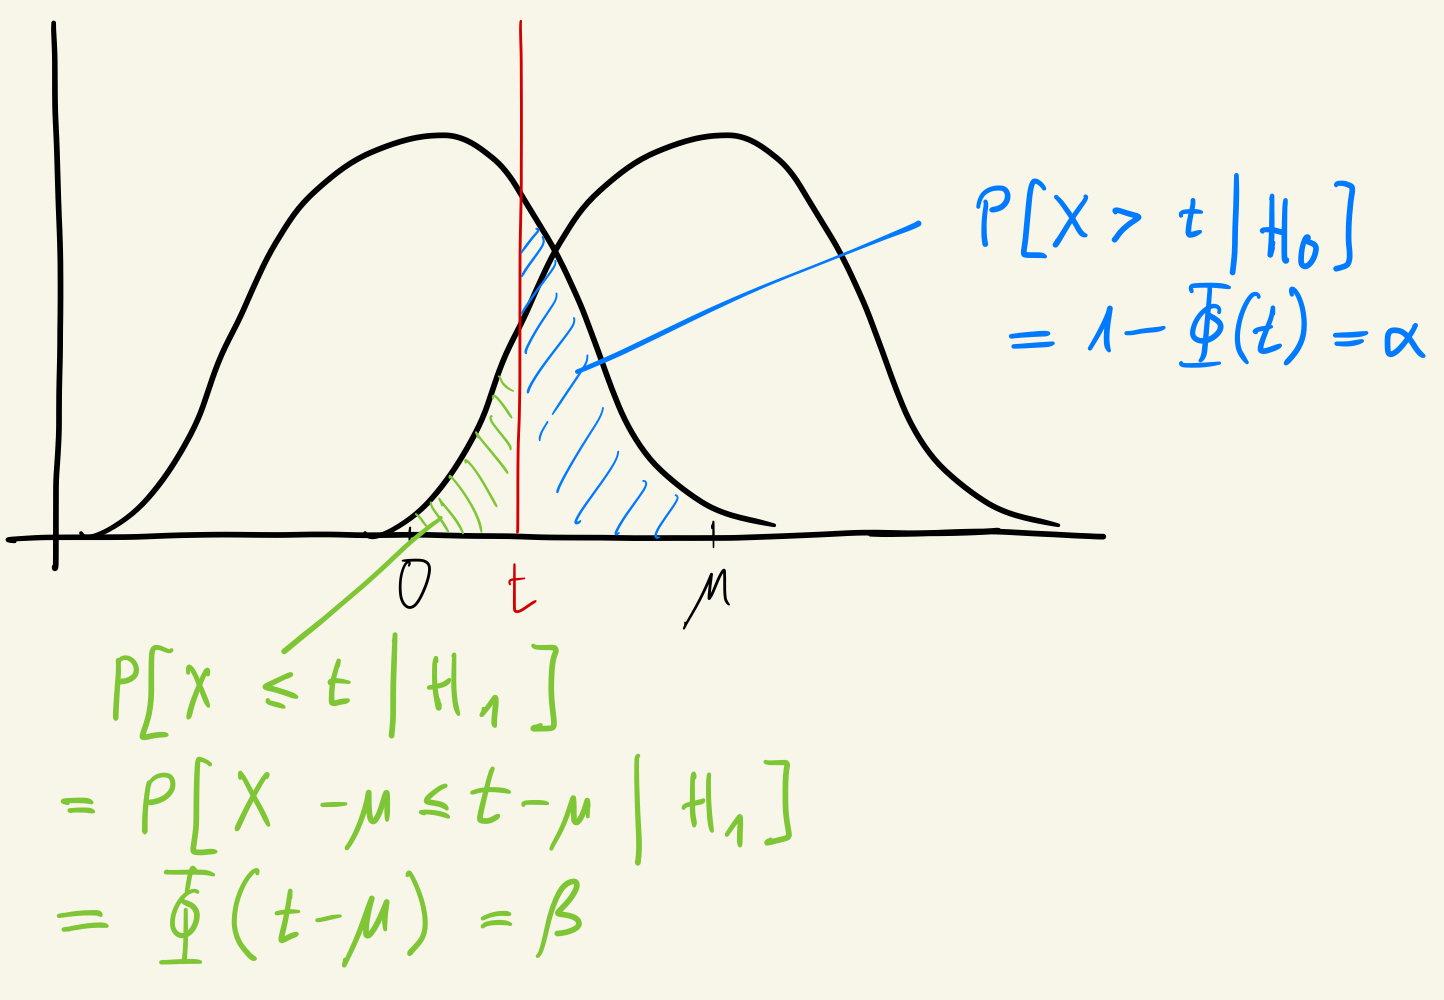 P[X > t | H₀]
= 1 - Φ(t) = α
0 t μ
P[X ≤ t | H₁]
= P[X - μ ≤ t - μ | H₁]
= Φ(t - μ) = β